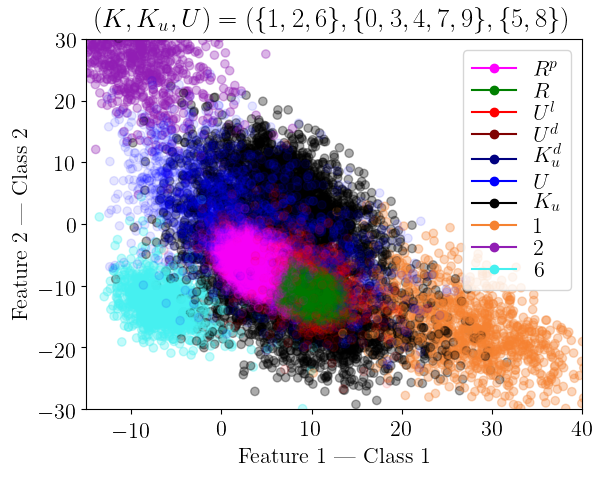 (K, K_u, U) = ({1, 2, 6}, {0, 3, 4, 7, 9}, {5, 8})
30
20
10
0
−10
−20
−30
−10
0
10
20
30
40
Feature 2 — Class 2
Feature 1 — Class 1
R^p
R
U^l
U^d
K_u^d
U
K_u
1
2
6